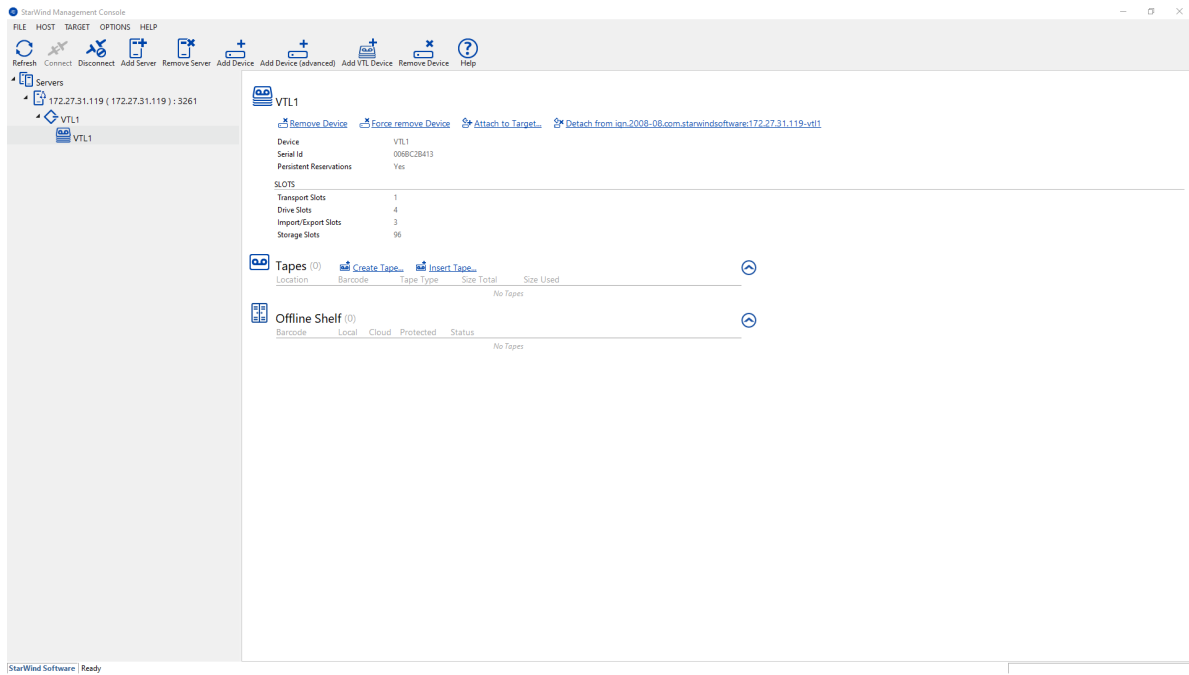 StarWind Management Console
FILE HOST TARGET OPTIONS HELP
Refresh Connect Disconnect Add Server Remove Server Add Device Add Device (advanced) Add VTL Device Remove Device Help
Servers
172.27.31.119 ( 172.27.31.119 ) : 3261
VTL1
VTL1
VTL1
Remove Device Force remove Device Attach to Target... Detach from iqn.2008-08.com.starwindsoftware:172.27.31.119-vtl1
Device VTL1
Serial Id 006BC2B413
Persistent Reservations Yes
SLOTS
Transport Slots 1
Drive Slots 4
Import/Export Slots 3
Storage Slots 96
Tapes (0) Create Tape... Insert Tape...
Location Barcode Tape Type Size Total Size Used
No Tapes
Offline Shelf (0)
Barcode Local Cloud Protected Status
No Tapes
StarWind Software Ready